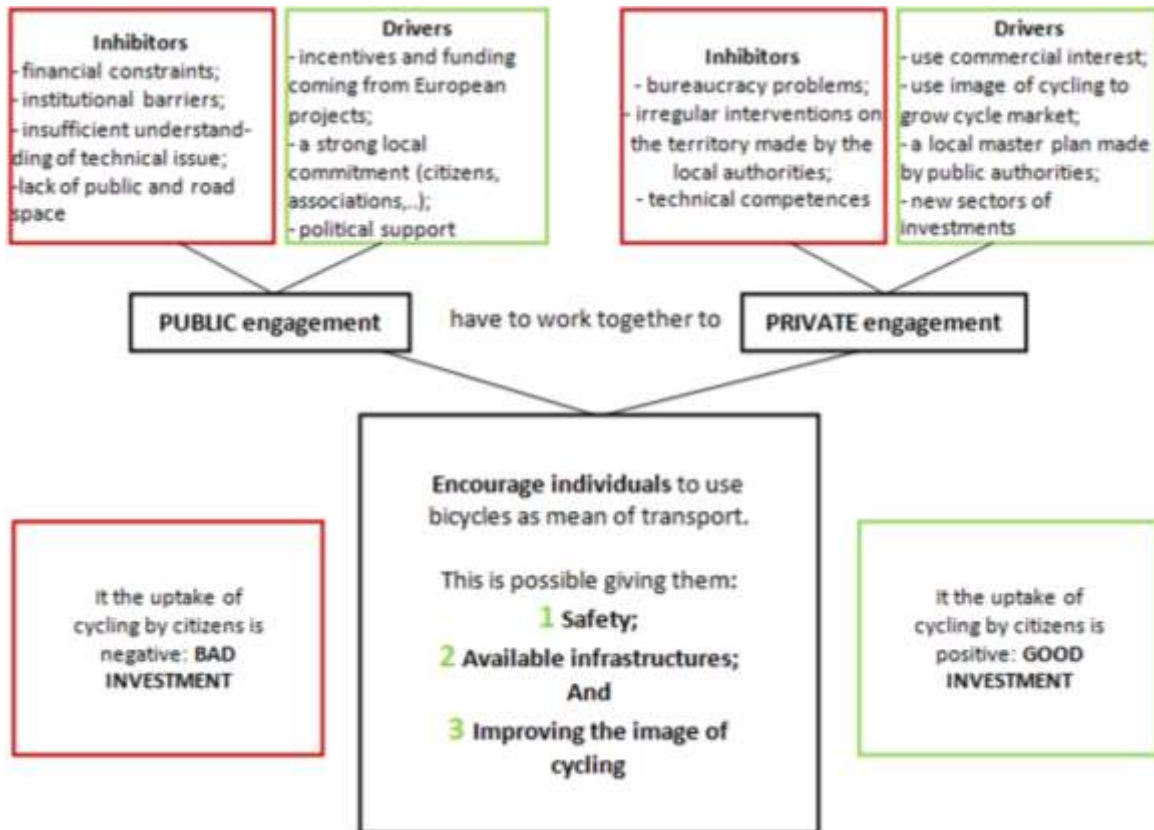 Inhibitors
- financial constraints;
- institutional barriers;
- insufficient understand-
ding of technical issue;
-lack of public and road
space
Drivers
- incentives and funding
coming from European
projects;
- a strong local
commitment (citizens,
associations,..);
- political support
Inhibitors
- bureaucracy problems;
- irregular interventions on
the territory made by the
local authorities;
- technical competences
Drivers
- use commercial interest;
- use image of cycling to
grow cycle market;
- a local master plan made
by public authorities;
- new sectors of
investments
PUBLIC engagement
have to work together to
PRIVATE engagement
Encourage individuals to use
bicycles as mean of transport.
This is possible giving them:
1 Safety;
2 Available infrastructures;
And
3 Improving the image of
cycling
It the uptake of
cycling by citizens is
negative: BAD
INVESTMENT
It the uptake of
cycling by citizens is
positive: GOOD
INVESTMENT